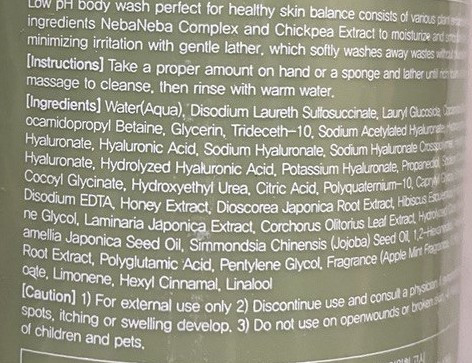 Low pH body wash perfect for healthy skin balance consists of various plant
ingredients NebaNeba Complex and Chickpea Extract to moisturize and
minimizing irritation with gentle lather, which softly washes away wastes without
[Instructions] Take a proper amount on hand or a sponge and lather until
massage to cleanse, then rinse with warm water.
[Ingredients] Water(Aqua), Disodium Laureth Sulfosuccinate, Lauryl Glucoside,
ocamidopropyl Betaine, Glycerin, Trideceth-10, Sodium Acetylated Hyaluronate,
Hyaluronate, Hyaluronic Acid, Sodium Hyaluronate, Sodium Hyaluronate
Hyaluronate, Hydrolyzed Hyaluronic Acid, Potassium Hyaluronate, Propanediol,
Cocoyl Glycinate, Hydroxyethyl Urea, Citric Acid, Polyquaternium-10, Caprylyl
Disodium EDTA, Honey Extract, Dioscorea Japonica Root Extract, Hibiscus
ne Glycol, Laminaria Japonica Extract, Corchorus Olitorius Leaf Extract,
amellia Japonica Seed Oil, Simmondsia Chinensis (Jojoba) Seed Oil,
Root Extract, Polyglutamic Acid, Pentylene Glycol, Fragrance (Apple Mint
oate, Limonene, Hexyl Cinnamal, Linalool
[Caution] 1) For external use only 2) Discontinue use and consult a physician
spots, itching or swelling develop. 3) Do not use on openwounds or broken
of children and pets.